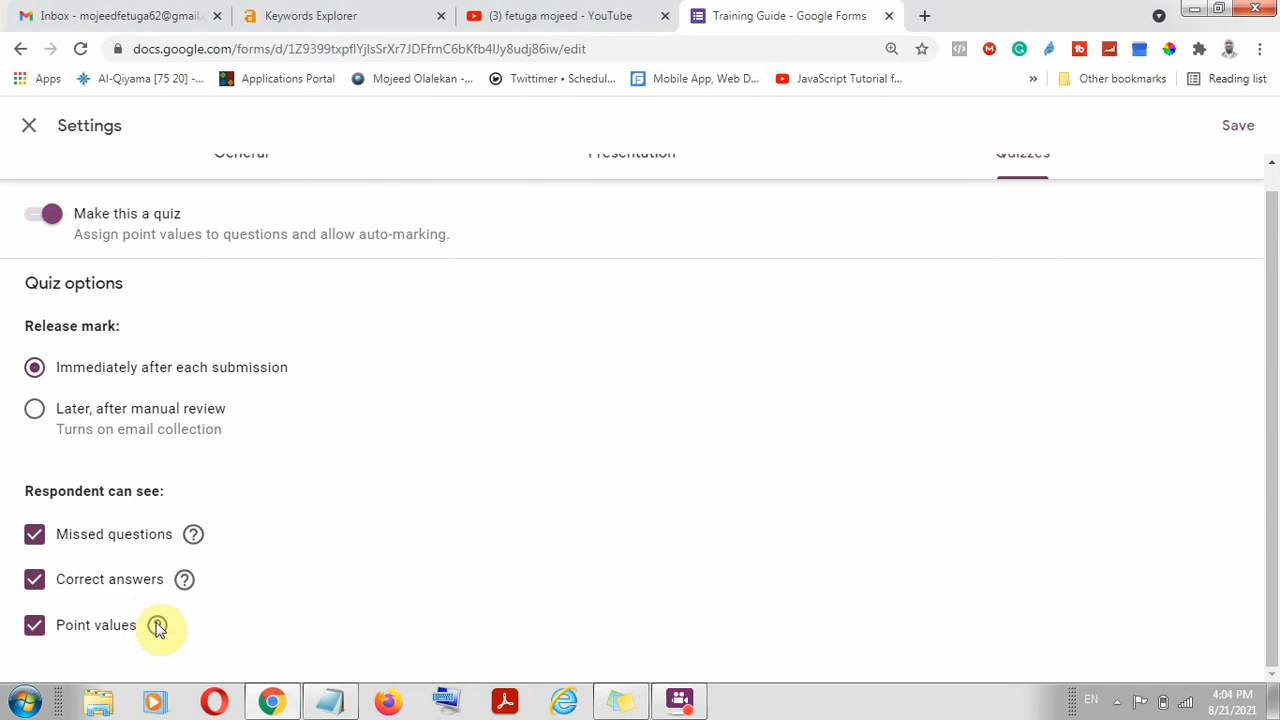 Inbox - mojeedfetuga62@gmail.
Keywords Explorer
(3) fetuga mojeed - YouTube
Training Guide - Google Forms
docs.google.com/forms/d/1Z9399txpflYjIsSrXr7JDFfrnC6bKfb4IJy8udj86iw/edit
Apps
Al-Qiyama [75 20] -...
Applications Portal
Mojeed Olalekan -...
Twittimer • Schedul...
Mobile App, Web D...
JavaScript Tutorial f...
»
Other bookmarks
Reading list
Settings
Save
General
Presentation
Quizzes
Make this a quiz
Assign point values to questions and allow auto-marking.
Quiz options
Release mark:
Immediately after each submission
Later, after manual review
Turns on email collection
Respondent can see:
Missed questions
Correct answers
Point values
EN
4:04 PM
8/21/2021